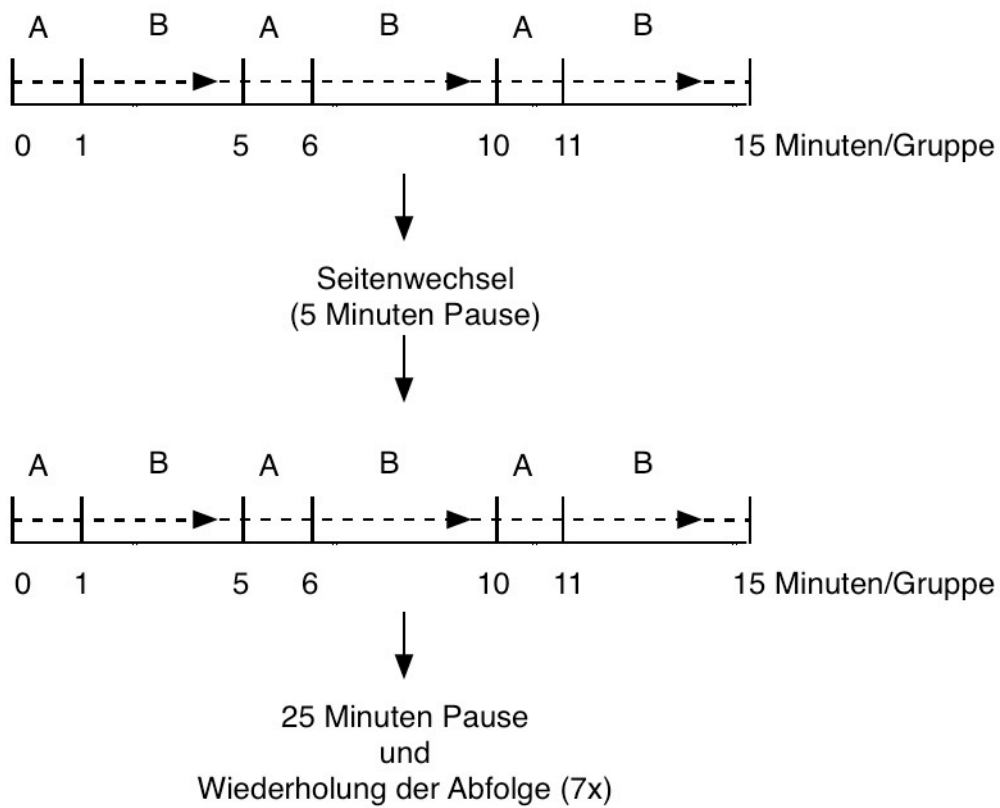 A B A B A B
0 1 5 6 10 11 15 Minuten/Gruppe
Seitenwechsel
(5 Minuten Pause)
A B A B A B
0 1 5 6 10 11 15 Minuten/Gruppe
25 Minuten Pause
und
Wiederholung der Abfolge (7x)